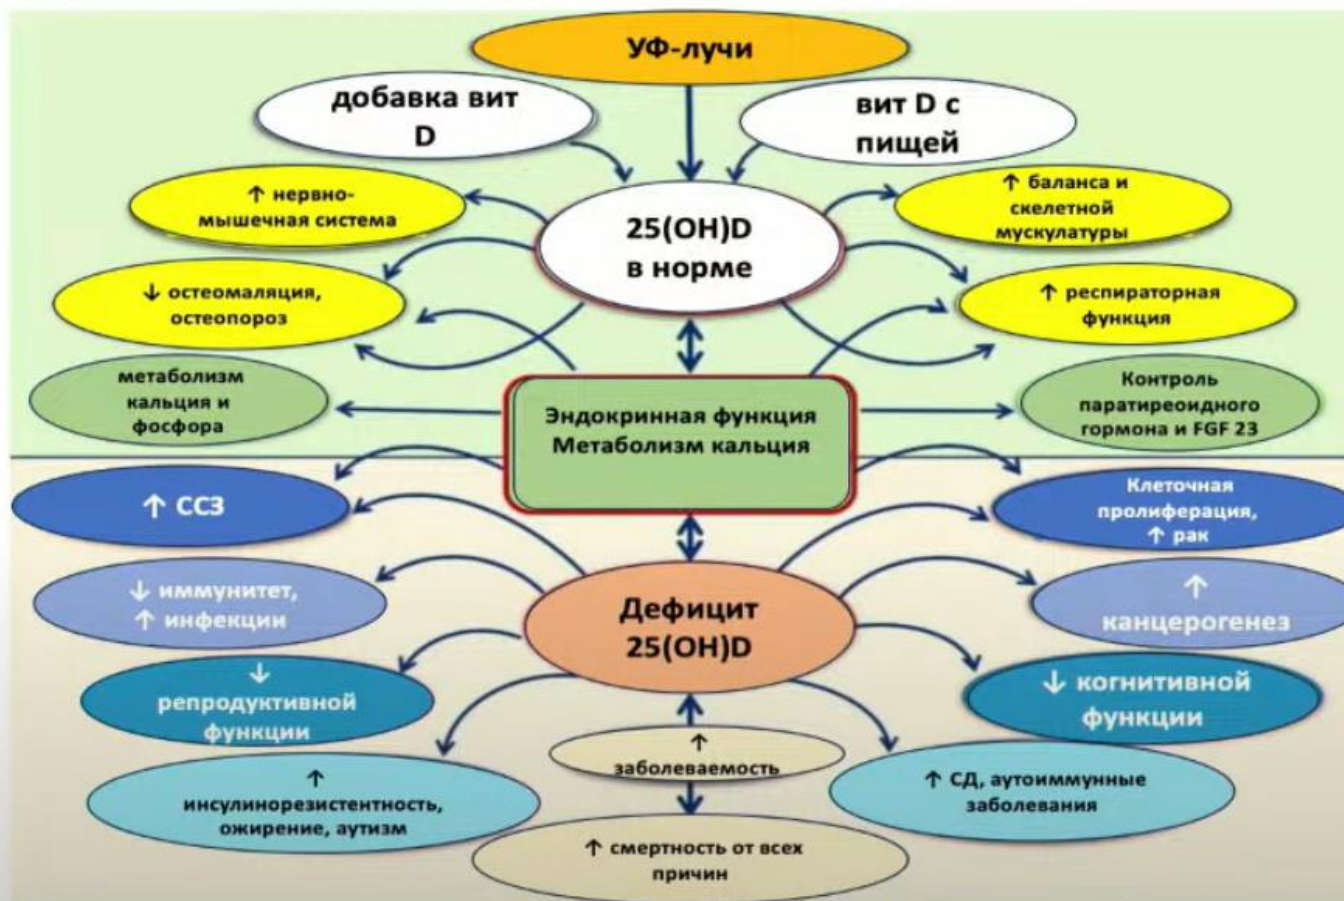 УФ-лучи
добавка вит
D
вит D с
пищей
↑ нервно-
мышечная система
25(ОН)D
в норме
↑ баланса и
скелетной
мускулатуры
↓ остеомаляция,
остеопороз
↑ респираторная
функция
метаболизм
кальция и
фосфора
Эндокринная функция
Метаболизм кальция
Контроль
паратиреоидного
гормона и FGF 23
↑ ССЗ
Клеточная
пролиферация,
↑ рак
↓ иммунитет,
↑ инфекции
Дефицит
25(ОН)D
↑
канцерогенез
↓
репродуктивной
функции
↓ когнитивной
функции
↑
инсулинорезистентность,
ожирение, аутизм
↑
заболеваемость
↑ СД, аутоиммунные
заболевания
↑ смертность от всех
причин